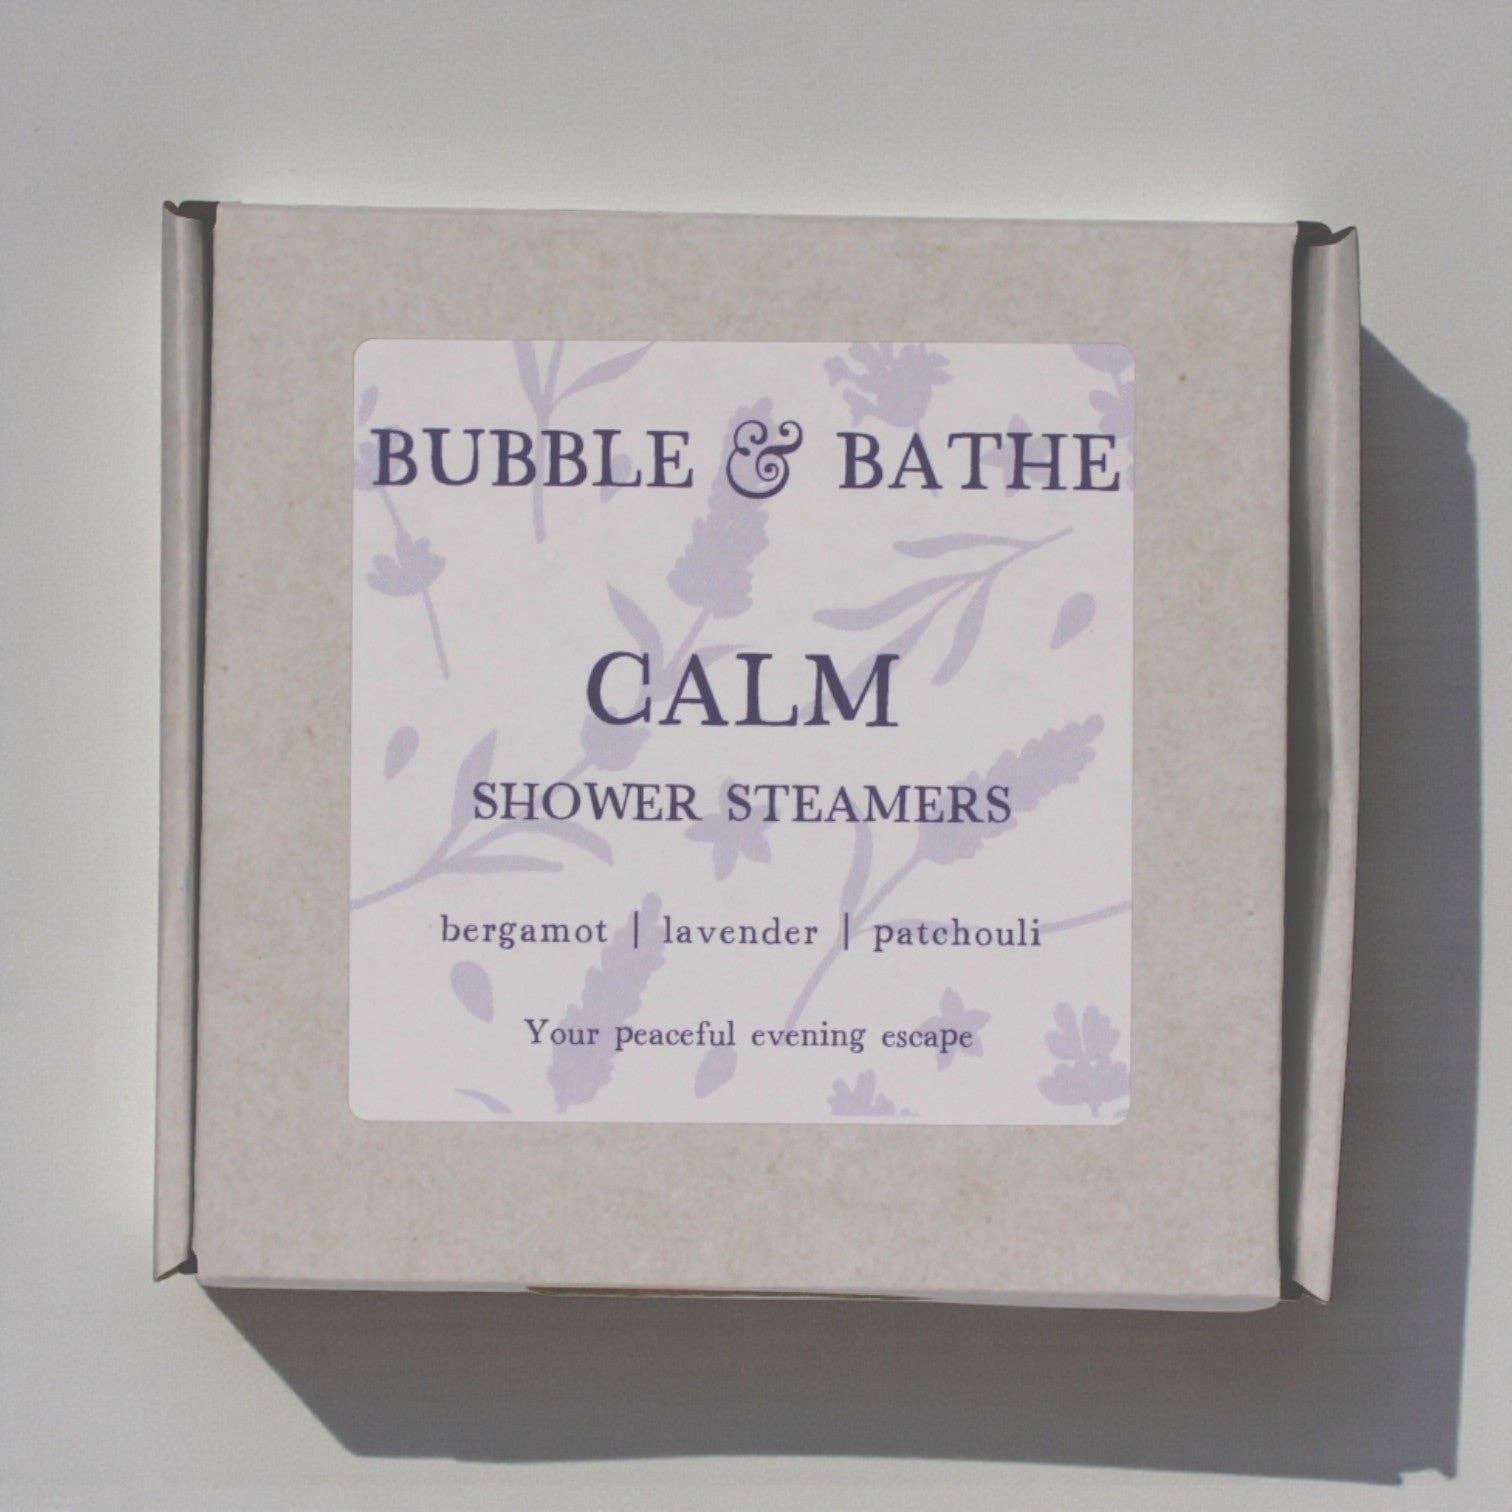 BUBBLE & BATHE
CALM
SHOWER STEAMERS
bergamot | lavender | patchouli
Your peaceful evening escape